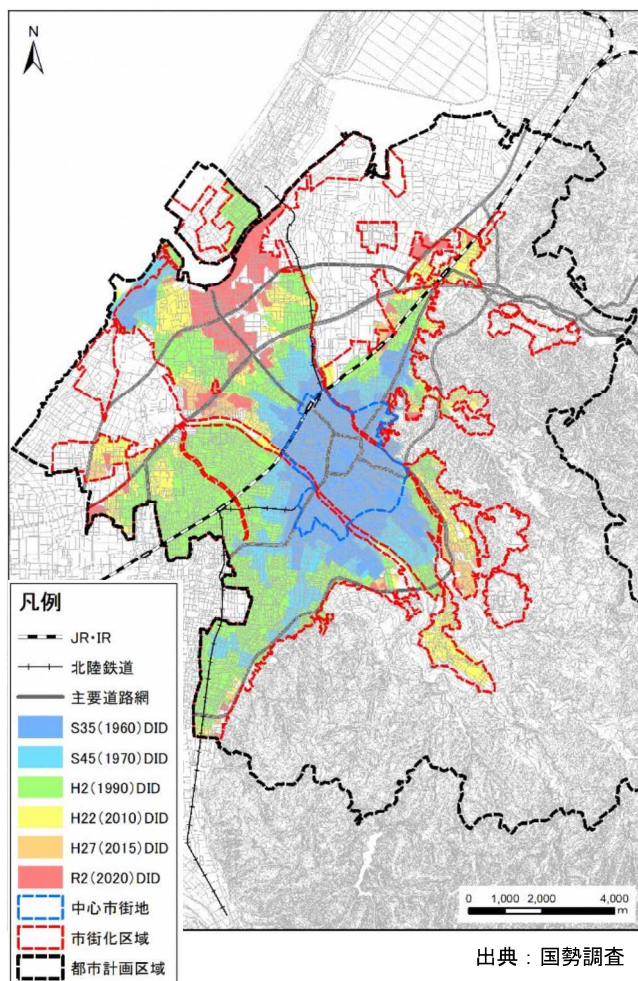 N
凡例
JR・IR
北陸鉄道
主要道路網
S35(1960)DID
S45(1970)DID
H2(1990)DID
H22(2010)DID
H27(2015)DID
R2(2020)DID
中心市街地
市街化区域
都市計画区域
0 1,000 2,000 4,000
m
出典：国勢調査